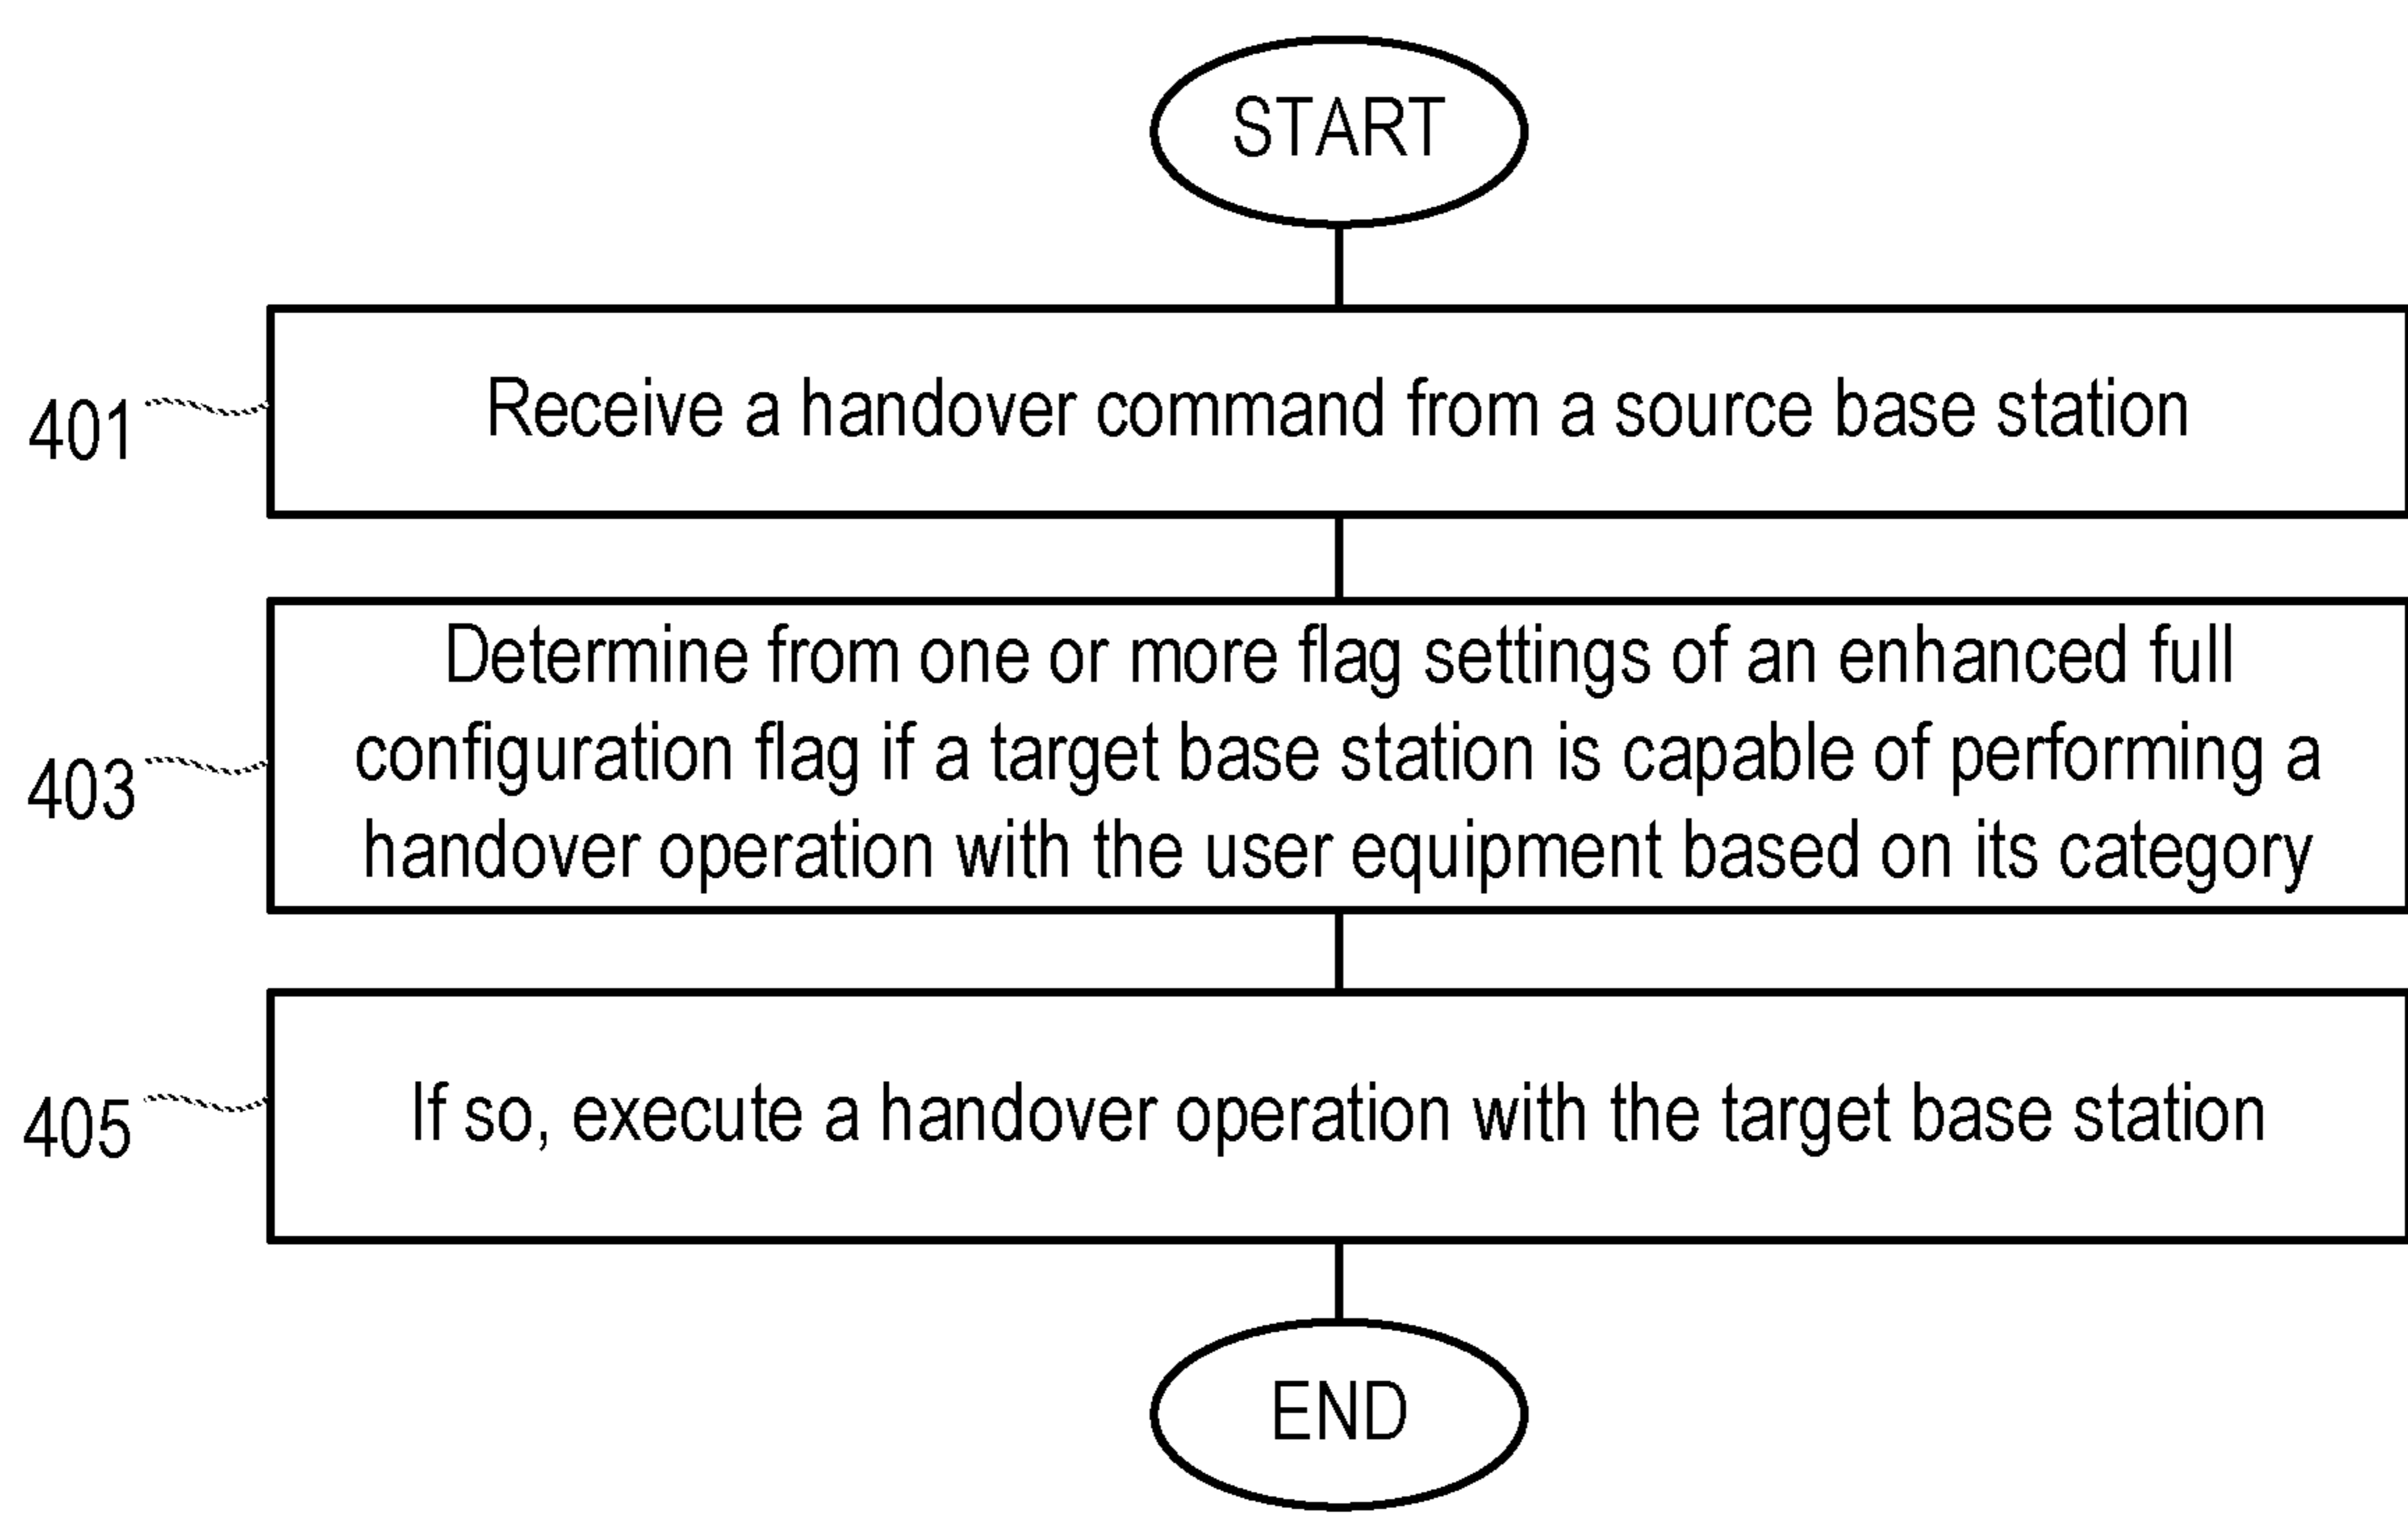 START
401
Receive a handover command from a source base station
403
Determine from one or more flag settings of an enhanced full
configuration flag if a target base station is capable of performing a
handover operation with the user equipment based on its category
405
If so, execute a handover operation with the target base station
END